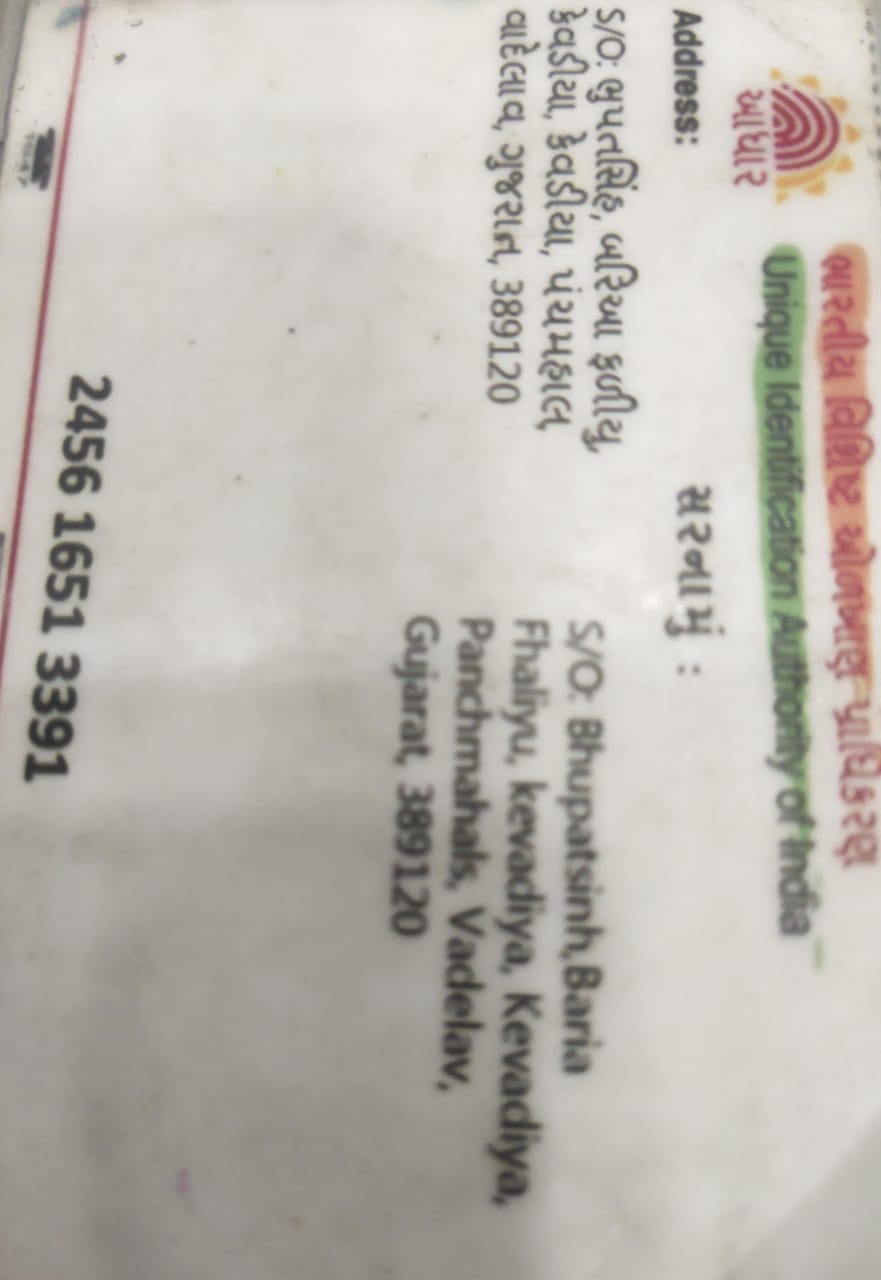 ભારતીય વિશિષ્ટ ઓળખાણ પ્રાધિકરણ
Unique Identification Authority of India
આધાર
Address:
સરનામું :
S/O: ભુપતસિંહ, બારિઆ ફળીયુ,
કેવડીયા, કેવડીયા, પંચમહાલ,
વાદેલાવ, ગુજરાત, 389120
S/O: Bhupatsinh, Baria
Fhaliyu, kevadiya, Kevadiya,
Panchmahals, Vadelav,
Gujarat, 389120
2456 1651 3391